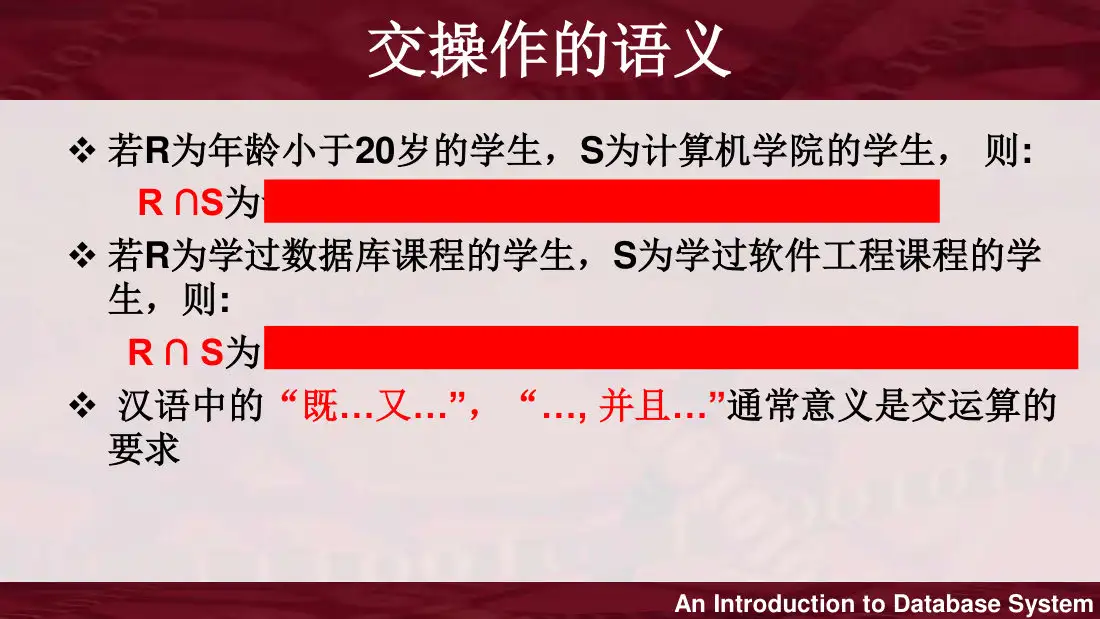 交操作的语义
❖ 若R为年龄小于20岁的学生，S为计算机学院的学生， 则:
R ∩S为
❖ 若R为学过数据库课程的学生，S为学过软件工程课程的学
生，则:
R ∩ S为
❖ 汉语中的“既…又…”，“…, 并且…”通常意义是交运算的
要求
An Introduction to Database System